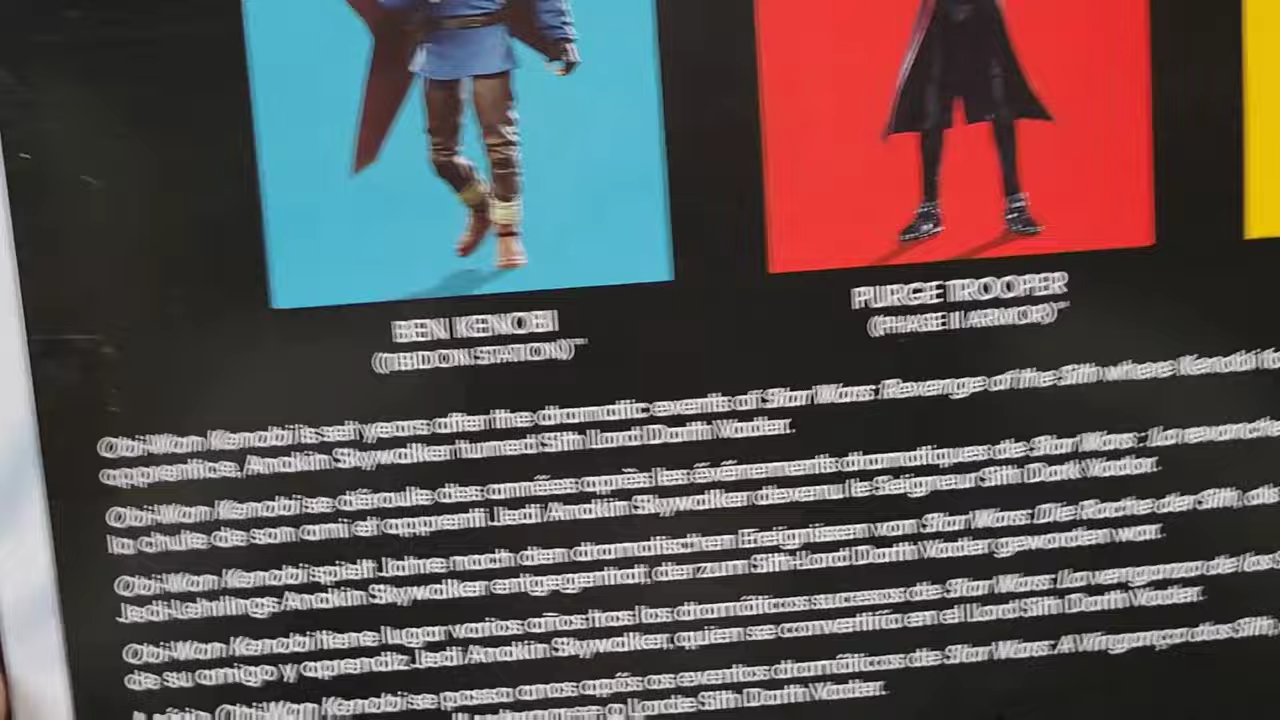 BEN KENOBI
(TIBIDON STATION)™
PURGE TROOPER
(PHASE II ARMOR)™
Obi-Wan Kenobi is set years after the dramatic events of Star Wars: Revenge of the Sith where Kenobi
apprentice, Anakin Skywalker turned Sith Lord Darth Vader.
Obi-Wan Kenobi se déroule des années après les événements dramatiques de Star Wars: La revanche
la chute de son ami et apprenti Jedi Anakin Skywalker devenu le Seigneur Sith Dark Vador.
Obi-Wan Kenobi spielt Jahre nach den dramatischen Ereignissen von Star Wars: Die Rache der Sith,
Jedi-Lehrlings Anakin Skywalker entgegentrat, der zum Sith-Lord Darth Vader geworden war.
Obi-Wan Kenobi tiene lugar varios años tras los dramáticos sucesos de Star Wars: La venganza de los
de su amigo y aprendiz Jedi Anakin Skywalker, quien se convertiría en el Lord Sith Darth Vader.
Obi-Wan Kenobi se passa anos após os eventos dramáticos de Star Wars: A Vingança dos Sith,
o Lorde Sith Darth Vader.